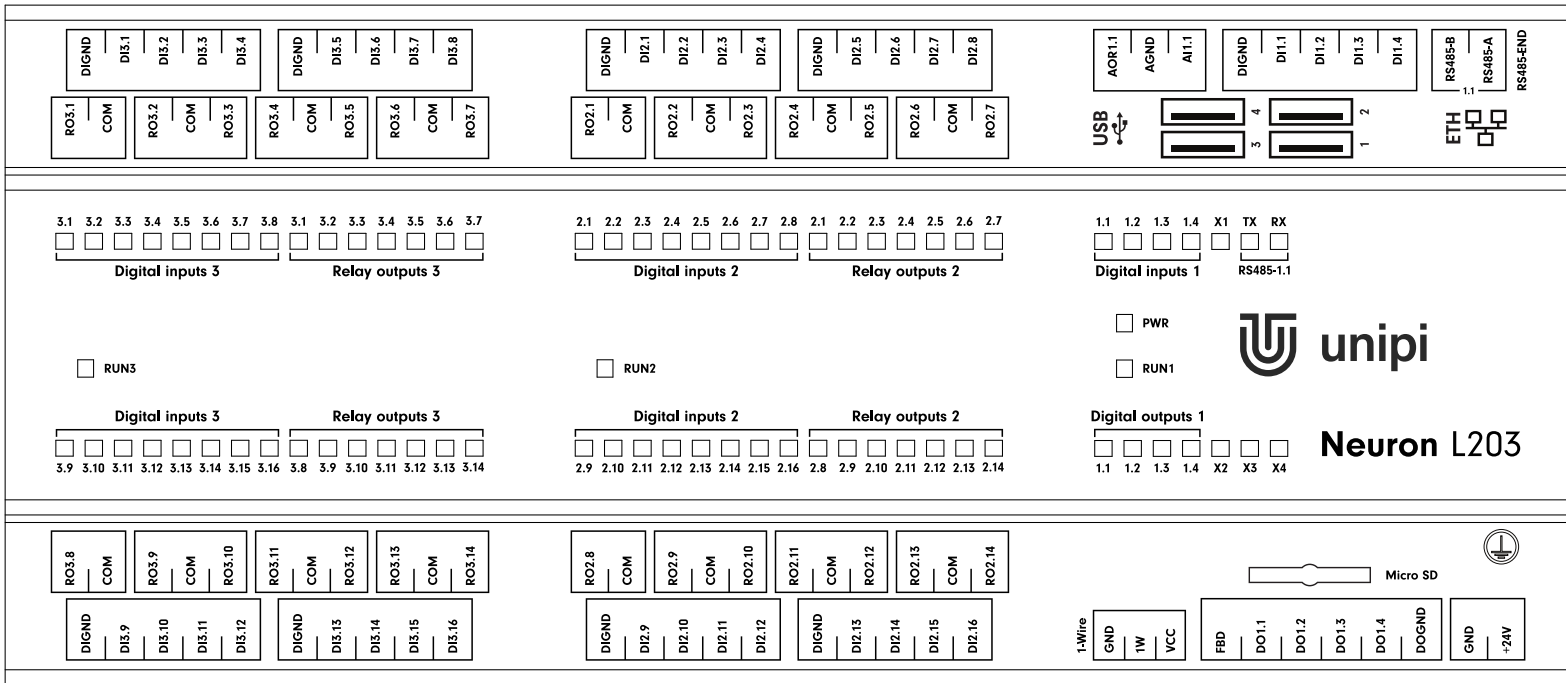 DIGND DI3.1 DI3.2 DI3.3 DI3.4 DI3.5 DI3.6 DI3.7 DI3.8 DIGND DI2.1 DI2.2 DI2.3 DI2.4 DI2.5 DI2.6 DI2.7 DI2.8 AOR1.1 AGND AI1.1 DIGND DI1.1 DI1.2 DI1.3 DI1.4 RS485-B RS485-A RS485-END
1.1
RO3.1 COM RO3.2 COM RO3.3 RO3.4 COM RO3.5 RO3.6 COM RO3.7 RO2.1 COM RO2.2 COM RO2.3 RO2.4 COM RO2.5 RO2.6 COM RO2.7 USB 4 2 ETH
3 1
3.1 3.2 3.3 3.4 3.5 3.6 3.7 3.8 3.1 3.2 3.3 3.4 3.5 3.6 3.7 2.1 2.2 2.3 2.4 2.5 2.6 2.7 2.8 2.1 2.2 2.3 2.4 2.5 2.6 2.7 1.1 1.2 1.3 1.4 X1 TX RX
Digital inputs 3 Relay outputs 3 Digital inputs 2 Relay outputs 2 Digital inputs 1 RS485-1.1
PWR
unipi
RUN3 RUN2 RUN1
Digital inputs 3 Relay outputs 3 Digital inputs 2 Relay outputs 2 Digital outputs 1
Neuron L203
3.9 3.10 3.11 3.12 3.13 3.14 3.15 3.16 3.8 3.9 3.10 3.11 3.12 3.13 3.14 2.9 2.10 2.11 2.12 2.13 2.14 2.15 2.16 2.8 2.9 2.10 2.11 2.12 2.13 2.14 1.1 1.2 1.3 1.4 X2 X3 X4
RO3.8 COM RO3.9 COM RO3.10 RO3.11 COM RO3.12 RO3.13 COM RO3.14 RO2.8 COM RO2.9 COM RO2.10 RO2.11 COM RO2.12 RO2.13 COM RO2.14
Micro SD
DIGND DI3.9 DI3.10 DI3.11 DI3.12 DIGND DI3.13 DI3.14 DI3.15 DI3.16 DIGND DI2.9 DI2.10 DI2.11 DI2.12 DIGND DI2.13 DI2.14 DI2.15 DI2.16 1-Wire GND 1W VCC FBD DO1.1 DO1.2 DO1.3 DO1.4 DOGND GND +24V